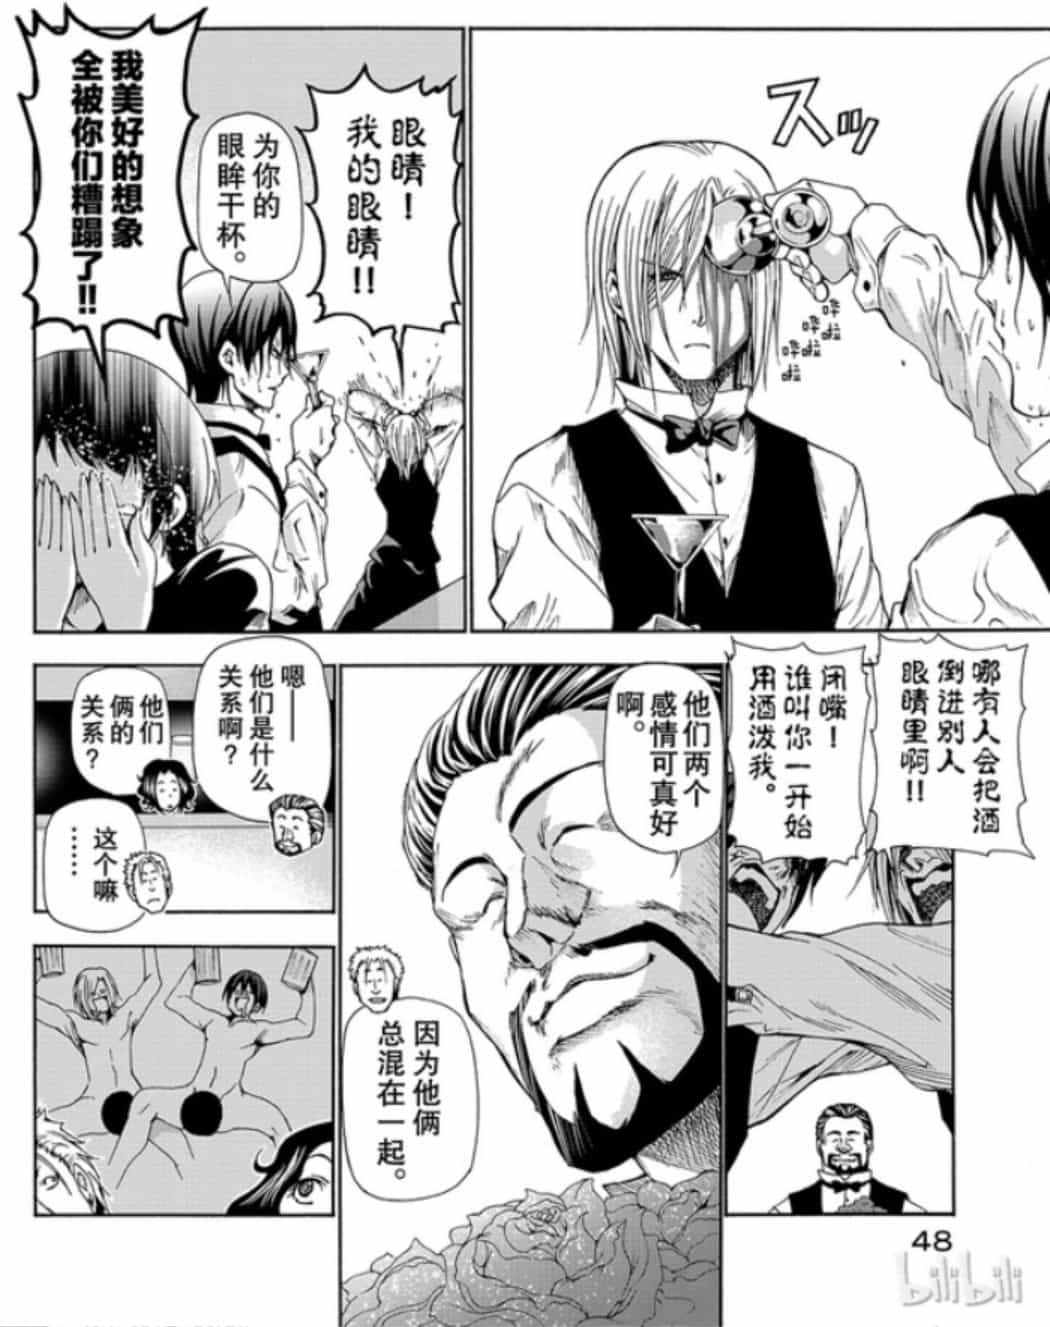 スッ
哗
啦
哗
啦
哗
啦
啦
眼睛！
我的眼睛!!
为你的
眼眸干杯。
我美好的想象
全被你们糟蹋了!!
哪有人会把酒
倒进别人
眼睛里啊!!
闭嘴！
谁叫你一开始
用酒泼我。
他们两个
感情可真好
啊。
因为他俩
总混在一起。
嗯——
他们是什么
关系啊？
他们
俩的
关系？
这个嘛
……
48
bilibili